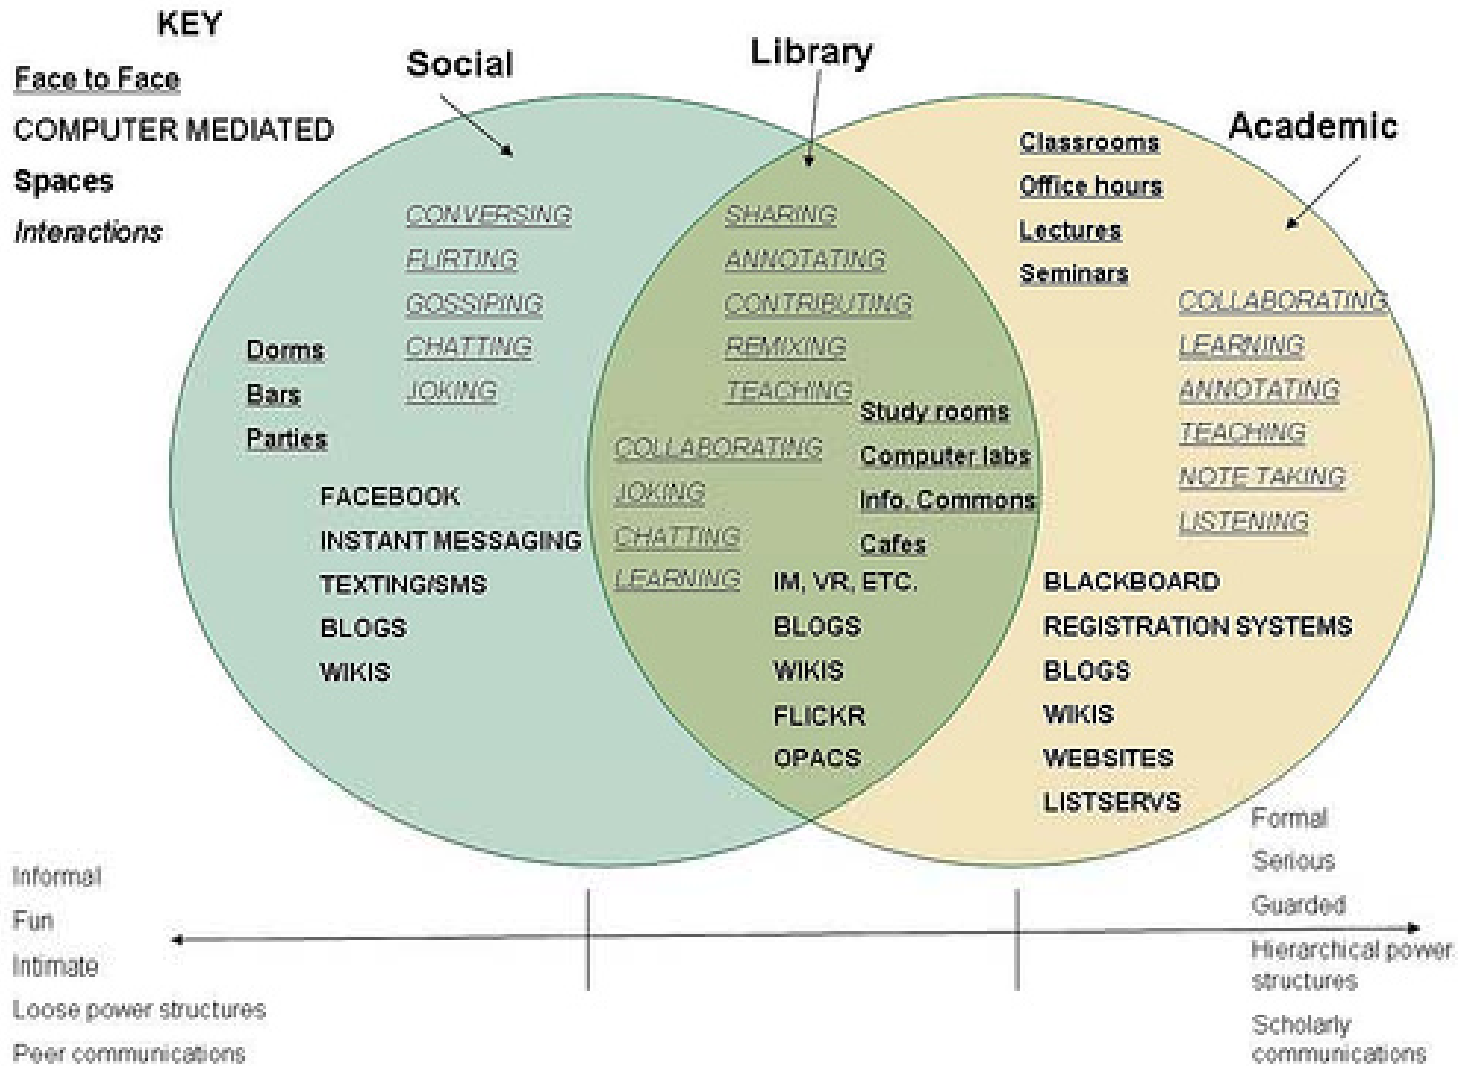 KEY
Face to Face
COMPUTER MEDIATED
Spaces
Interactions
Social
Library
Academic
CONVERSING
FLIRTING
GOSSIPING
CHATTING
JOKING
Dorms
Bars
Parties
FACEBOOK
INSTANT MESSAGING
TEXTING/SMS
BLOGS
WIKIS
SHARING
ANNOTATING
CONTRIBUTING
REMIXING
TEACHING
COLLABORATING
JOKING
CHATTING
LEARNING
Study rooms
Computer labs
Info. Commons
Cafes
IM, VR, ETC.
BLOGS
WIKIS
FLICKR
OPACS
Classrooms
Office hours
Lectures
Seminars
COLLABORATING
LEARNING
ANNOTATING
TEACHING
NOTE TAKING
LISTENING
BLACKBOARD
REGISTRATION SYSTEMS
BLOGS
WIKIS
WEBSITES
LISTSERVS
Informal
Fun
Intimate
Loose power structures
Peer communications
Formal
Serious
Guarded
Hierarchical power
structures
Scholarly
communications